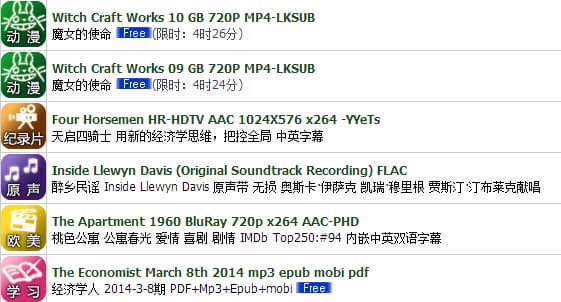 动漫
Witch Craft Works 10 GB 720P MP4-LKSUB
魔女的使命 Free(限时：4时26分)
动漫
Witch Craft Works 09 GB 720P MP4-LKSUB
魔女的使命 Free(限时：4时24分)
纪录片
Four Horsemen HR-HDTV AAC 1024X576 x264 -YYeTs
天启四骑士 用新的经济学思维，把控全局 中英字幕
原声
Inside Llewyn Davis (Original Soundtrack Recording) FLAC
醉乡民谣 Inside Llewyn Davis 原声带 无损 奥斯卡·伊萨克 凯瑞·穆里根 贾斯汀·汀布莱克献唱
欧美
The Apartment 1960 BluRay 720p x264 AAC-PHD
桃色公寓 公寓春光 爱情 喜剧 剧情 IMDb Top250:#94 内嵌中英双语字幕
学习
The Economist March 8th 2014 mp3 epub mobi pdf
经济学人 2014-3-8期 PDF+Mp3+Epub+mobi Free